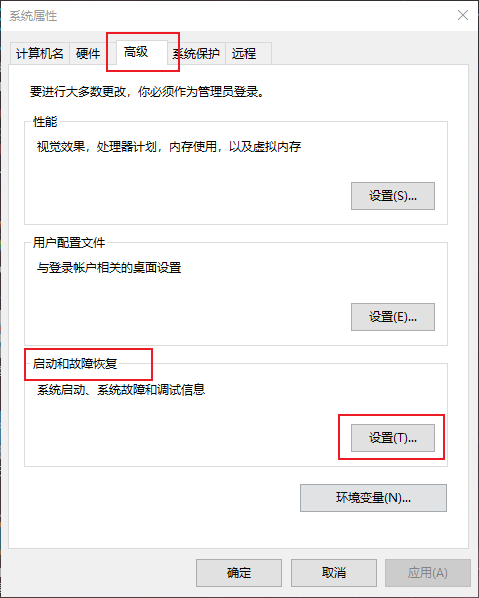 系统属性
计算机名 硬件 高级 系统保护 远程
要进行大多数更改，你必须作为管理员登录。
性能
视觉效果，处理器计划，内存使用，以及虚拟内存
设置(S)...
用户配置文件
与登录帐户相关的桌面设置
设置(E)...
启动和故障恢复
系统启动、系统故障和调试信息
设置(T)...
环境变量(N)...
确定 取消 应用(A)